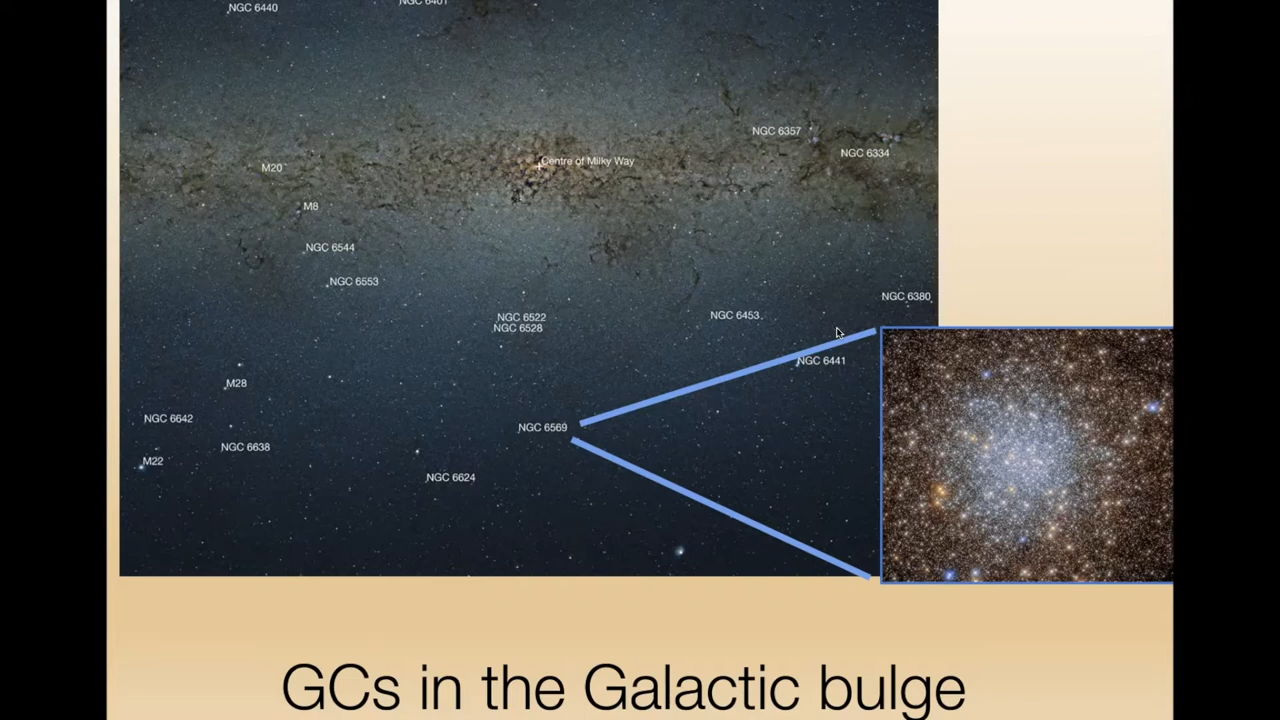 NGC 6440
NGC 6401
NGC 6357
NGC 6334
Centre of Milky Way
M20
M8
NGC 6544
NGC 6553
NGC 6380
NGC 6522
NGC 6453
NGC 6528
NGC 6441
M28
NGC 6642
NGC 6569
NGC 6638
M22
NGC 6624
GCs in the Galactic bulge